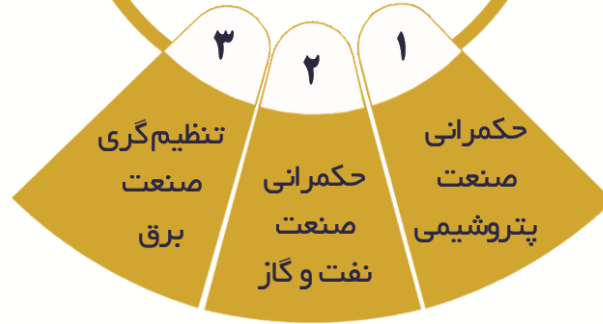 ۱
حکمرانی
صنعت
پتروشیمی
۲
حکمرانی
صنعت
نفت و گاز
۳
تنظیم‌گری
صنعت
برق